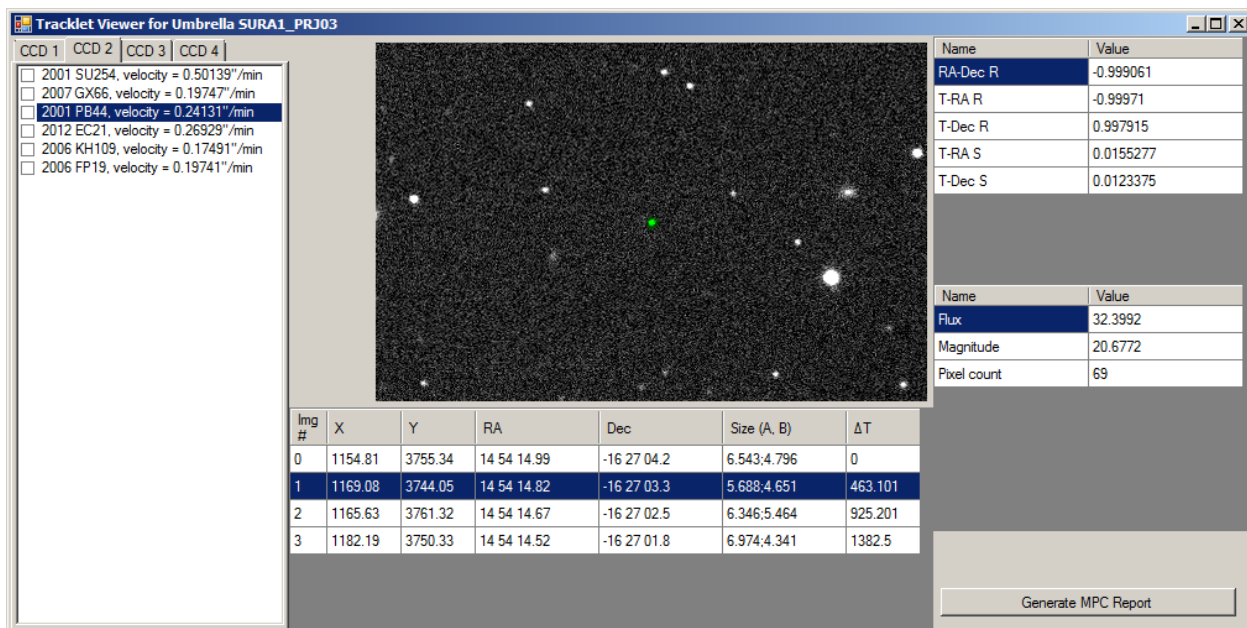 Tracklet Viewer for Umbrella SURA1_PRJ03
CCD 1 CCD 2 CCD 3 CCD 4
2001 SU254, velocity = 0.50139"/min
2007 GX66, velocity = 0.19747"/min
2001 PB44, velocity = 0.24131"/min
2012 EC21, velocity = 0.26929"/min
2006 KH109, velocity = 0.17491"/min
2006 FP19, velocity = 0.19741"/min
Name Value
RA-Dec R -0.999061
T-RA R -0.99971
T-Dec R 0.997915
T-RA S 0.0155277
T-Dec S 0.0123375
Name Value
Flux 32.3992
Magnitude 20.6772
Pixel count 69
Img # X Y RA Dec Size (A, B) ΔT
0 1154.81 3755.34 14 54 14.99 -16 27 04.2 6.543;4.796 0
1 1169.08 3744.05 14 54 14.82 -16 27 03.3 5.688;4.651 463.101
2 1165.63 3761.32 14 54 14.67 -16 27 02.5 6.346;5.464 925.201
3 1182.19 3750.33 14 54 14.52 -16 27 01.8 6.974;4.341 1382.5
Generate MPC Report